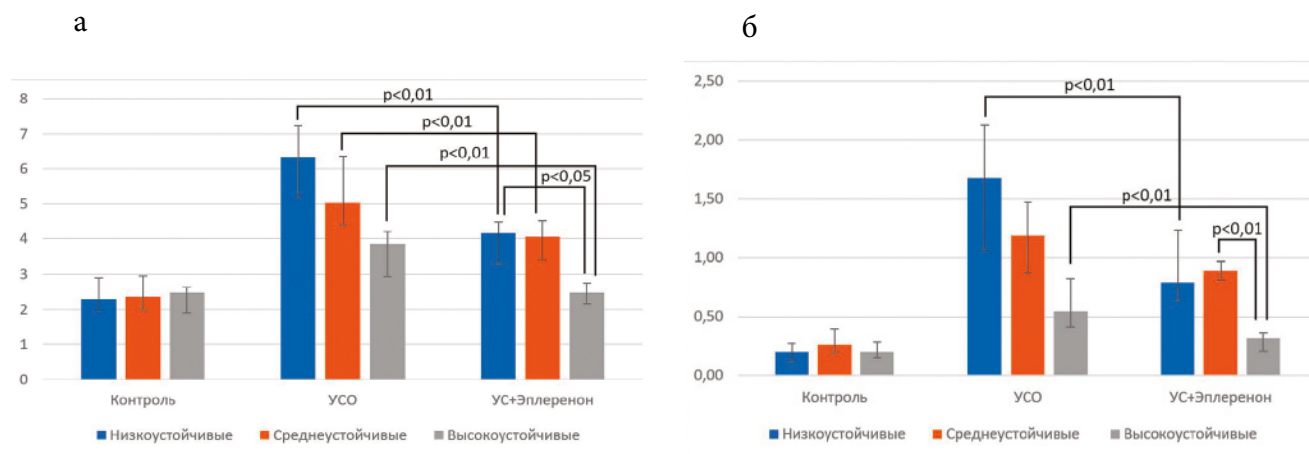 а
8
7
6
5
4
3
2
1
0
p<0,01
p<0,01
p<0,01
p<0,05
Контроль
УСО
УС+Эплеренон
Низкоустойчивые
Среднеустойчивые
Высокоустойчивые
б
2,50
2,00
1,50
1,00
0,50
0,00
p<0,01
p<0,01
p<0,01
Контроль
УСО
УС+Эплеренон
Низкоустойчивые
Среднеустойчивые
Высокоустойчивые